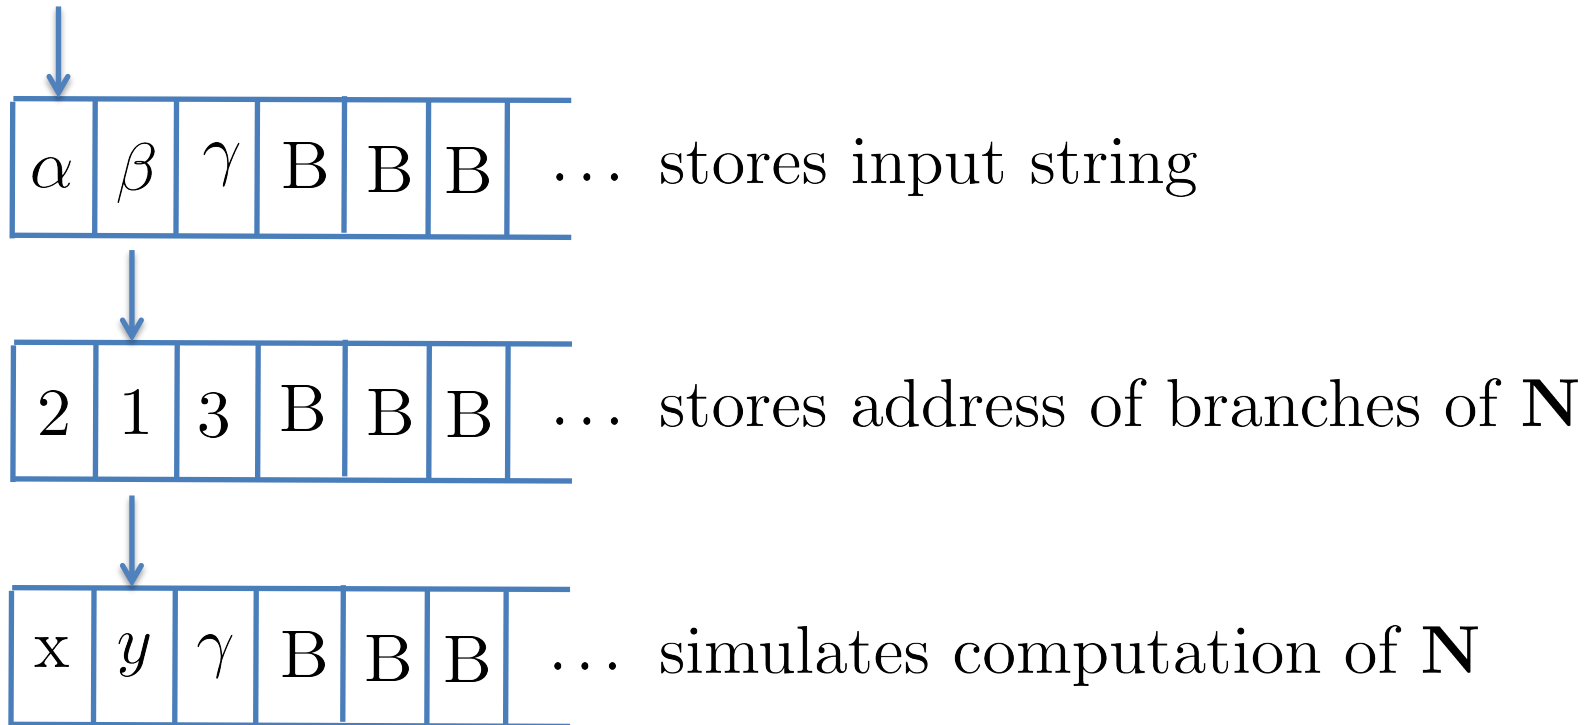 α β γ B B B ... stores input string
2 1 3 B B B ... stores address of branches of N
x y γ B B B ... simulates computation of N